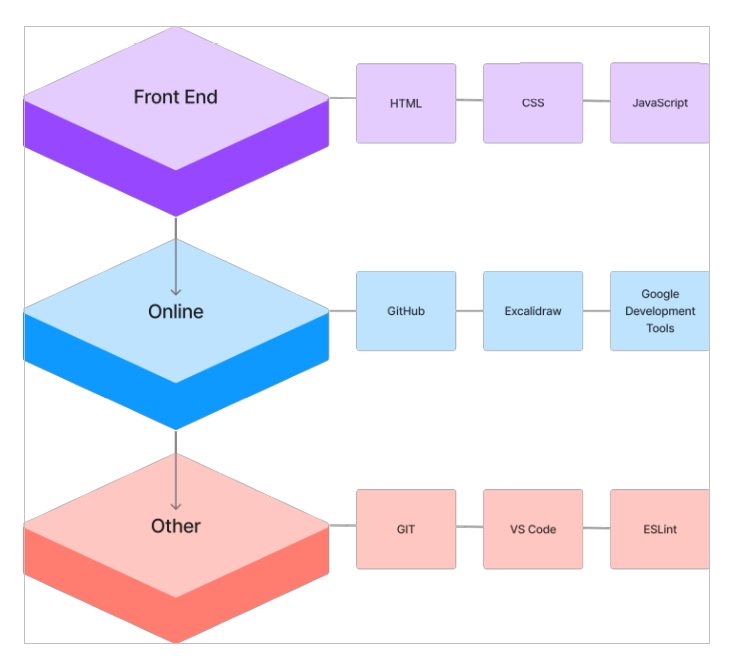 Front End
HTML
CSS
JavaScript
Online
GitHub
Excalidraw
Google
Development
Tools
Other
GIT
VS Code
ESLint